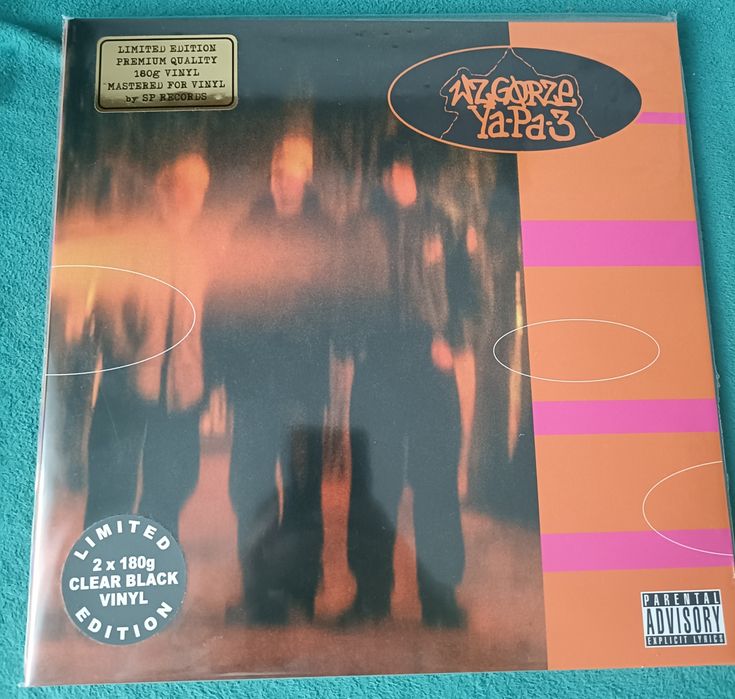 LIMITED EDITION
PREMIUM QUALITY
180g VINYL
MASTERED FOR VINYL
by SP RECORDS
WZGÓRZE
YA-PA-3
LIMITED
2 x 180g
CLEAR BLACK
VINYL
EDITION
PARENTAL
ADVISORY
EXPLICIT LYRICS